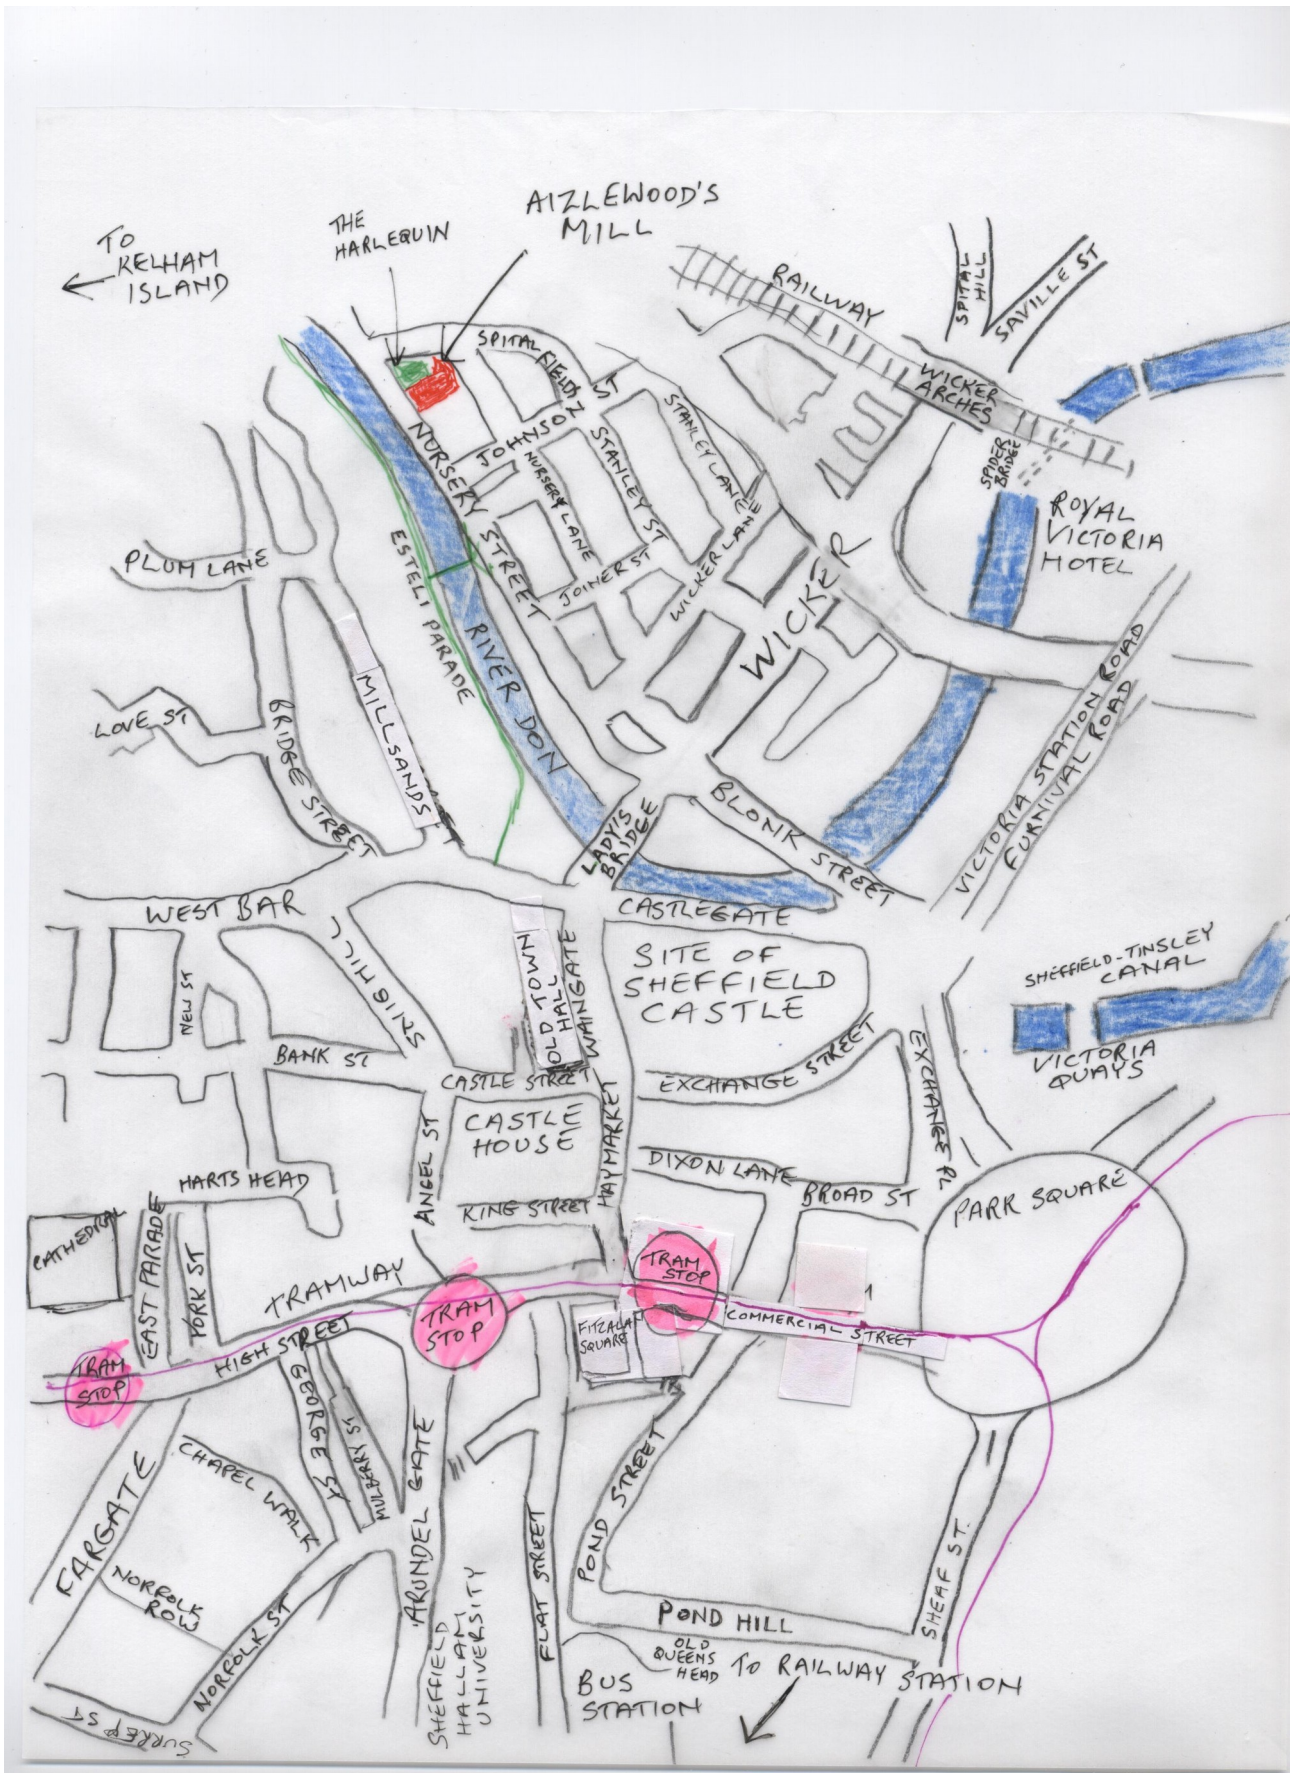 TO
KELHAM
ISLAND
THE
HARLEQUIN
AIZLEWOOD'S
MILL
RAILWAY
SPITAL
HILL
SAVILLE ST
SPITALFIELDS
WICKER
ARCHES
JOHNSON ST
STANLEY LANE
STANLEY ST
NURSERY LANE
NURSERY STREET
SPIDER
BRIDGE
ROYAL
VICTORIA
HOTEL
PLUM LANE
ESTELI PARADE
JOINER ST
WICKER LANE
WICKER
RIVER DON
MILLSANDS
LOVE ST
BRIDGE STREET
VICTORIA STATION ROAD
FURNIVAL ROAD
BLONK STREET
LADY'S
BRIDGE
WEST BAR
CASTLEGATE
SNIG HILL
OLD TOWN
HALL
WAINGATE
SITE OF
SHEFFIELD
CASTLE
SHEFFIELD-TINSLEY
CANAL
VICTORIA
QUAYS
NEW ST
BANK ST
CASTLE STREET
EXCHANGE STREET
EXCHANGE PL
CASTLE
HOUSE
ANGEL ST
HAYMARKET
DIXON LANE
BROAD ST
HARTS HEAD
KING STREET
PARK SQUARE
CATHEDRAL
EAST PARADE
YORK ST
TRAMWAY
TRAM
STOP
TRAM
STOP
FITZALAN
SQUARE
COMMERCIAL STREET
HIGH STREET
TRAM
STOP
GEORGE ST
MULBERRY ST
ARUNDEL GATE
CHAPEL WALK
FARGATE
POND STREET
FLAT STREET
SHEAF ST.
NORFOLK
ROW
NORFOLK ST
POND HILL
SHEFFIELD
HALLAM
UNIVERSITY
OLD
QUEENS
HEAD
TO RAILWAY STATION
BUS
STATION
SURREY ST